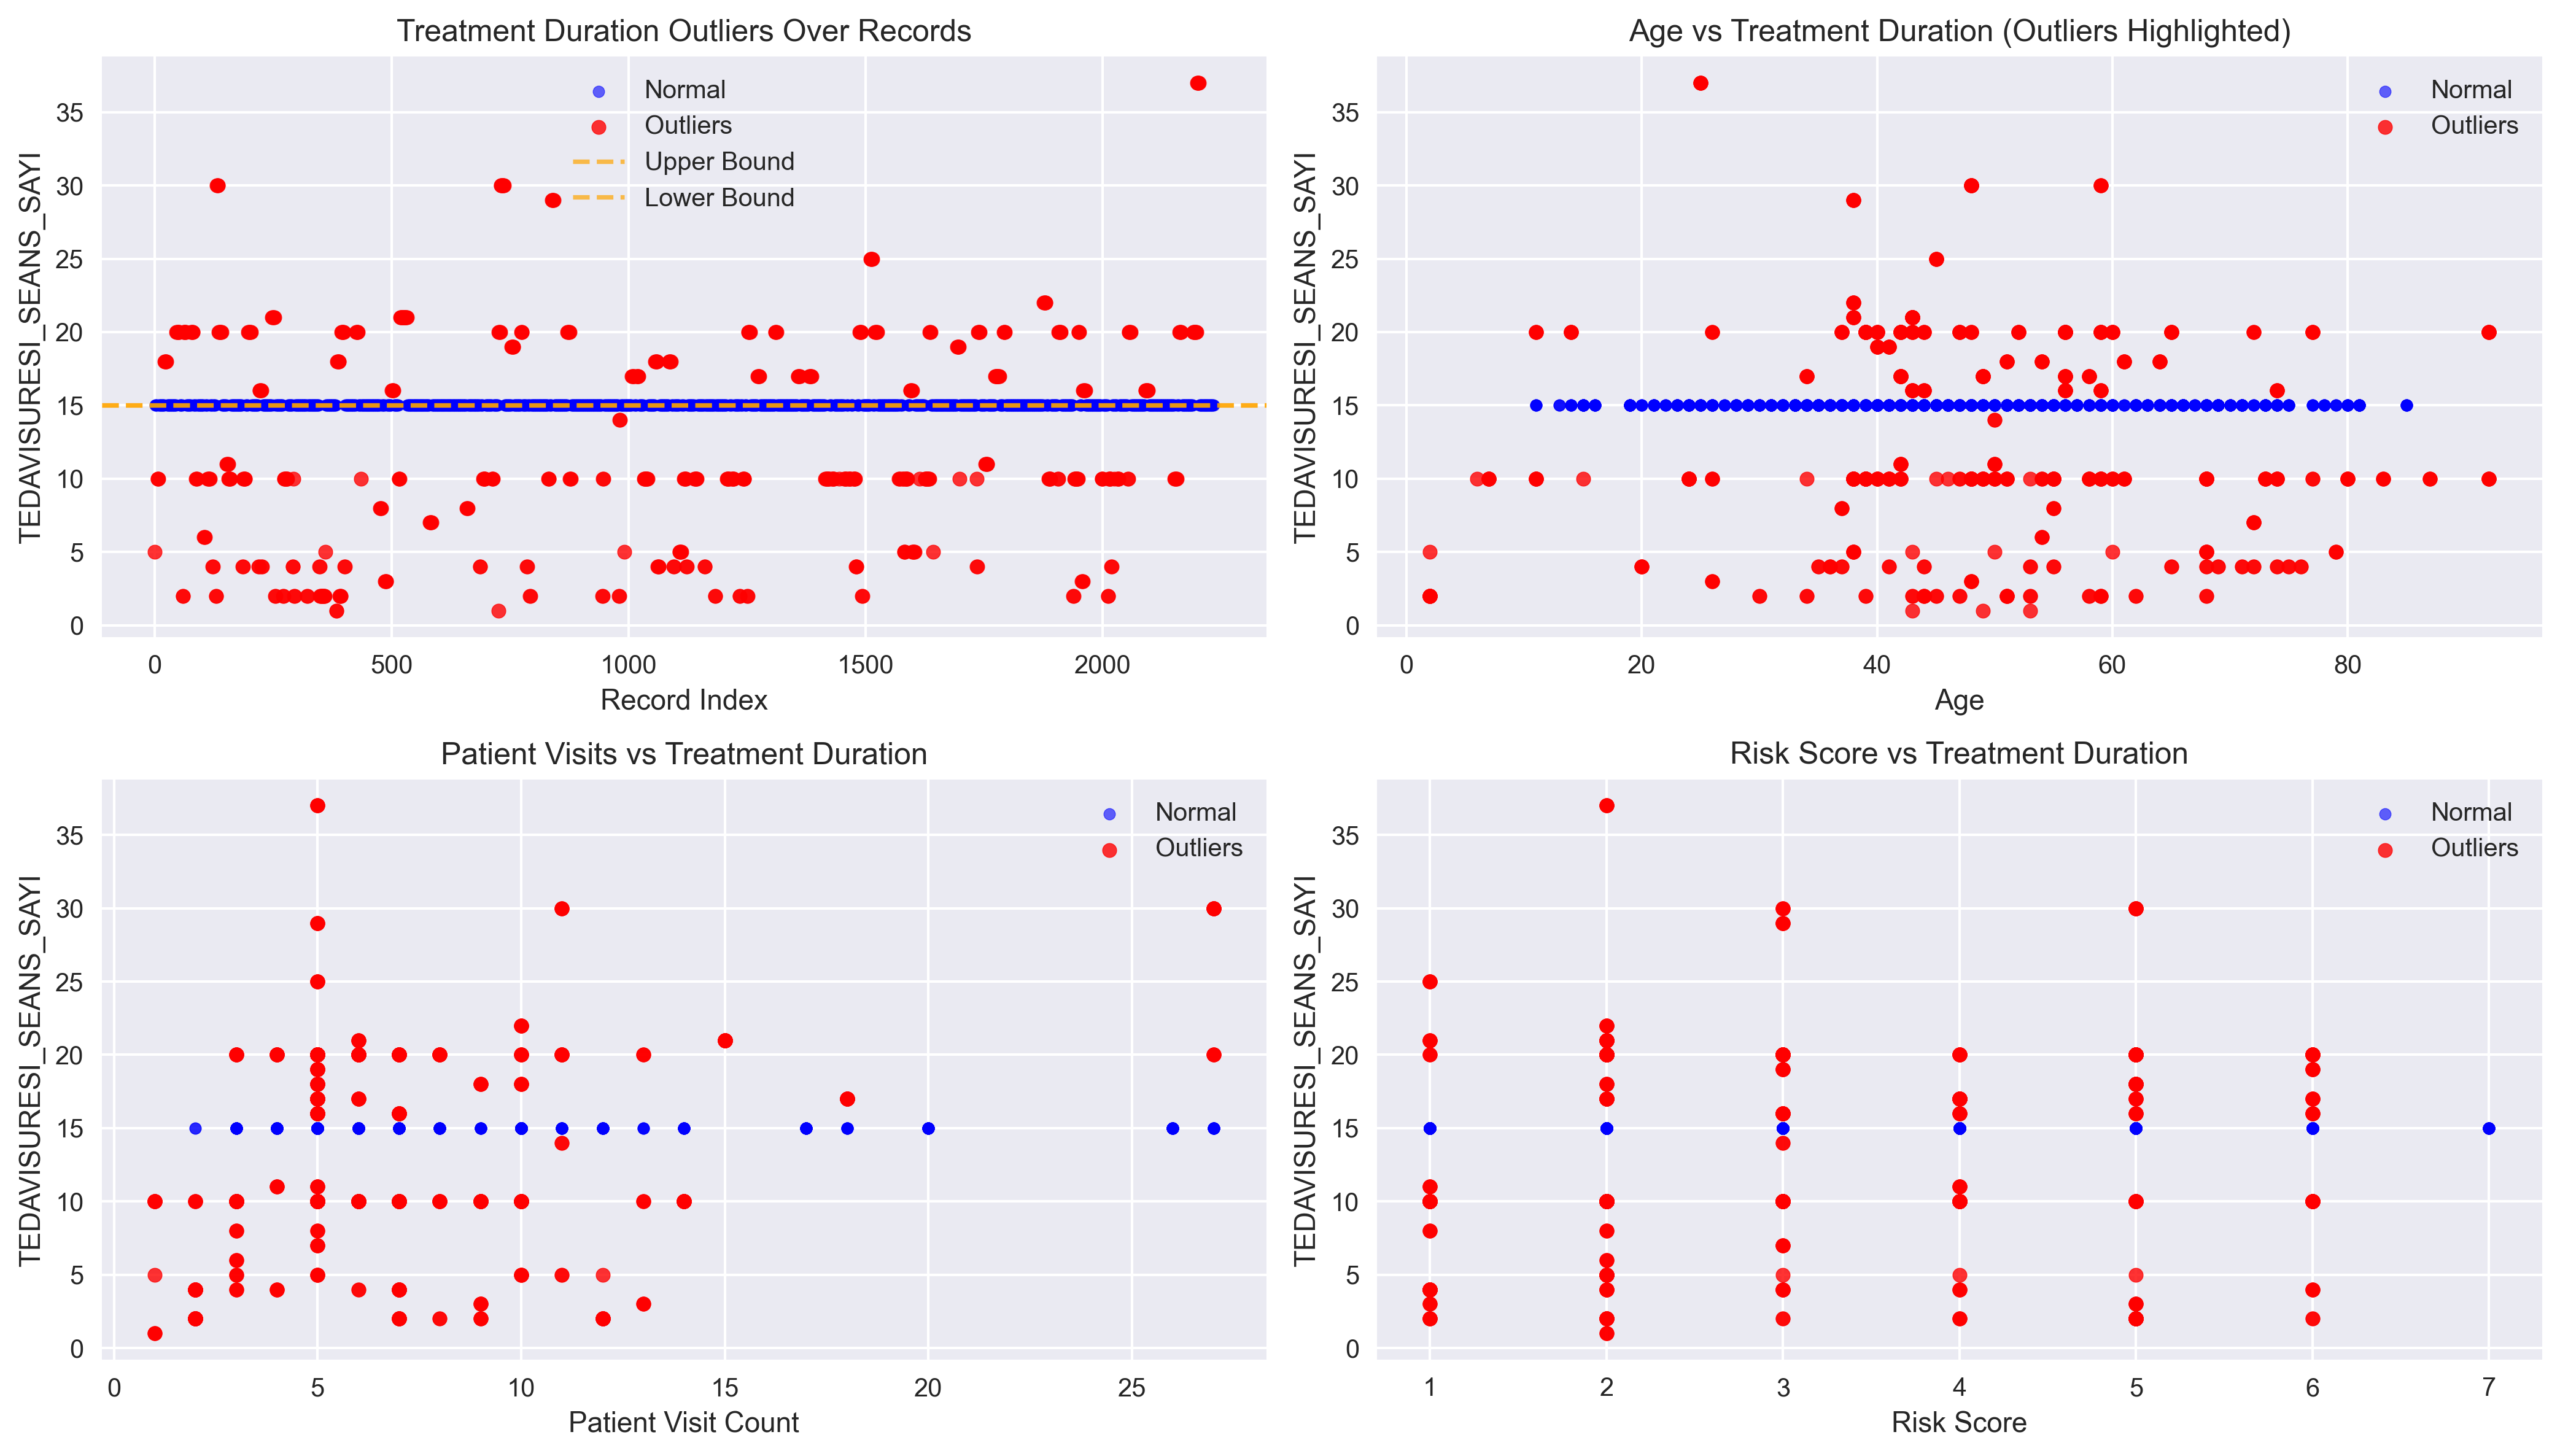 Treatment Duration Outliers Over Records
TEDAVISURESI_SEANS_SAYI
35
30
25
20
15
10
5
0
Normal
Outliers
Upper Bound
Lower Bound
0 500 1000 1500 2000
Record Index
Age vs Treatment Duration (Outliers Highlighted)
TEDAVISURESI_SEANS_SAYI
35
30
25
20
15
10
5
0
Normal
Outliers
0 20 40 60 80
Age
Patient Visits vs Treatment Duration
TEDAVISURESI_SEANS_SAYI
35
30
25
20
15
10
5
0
Normal
Outliers
0 5 10 15 20 25
Patient Visit Count
Risk Score vs Treatment Duration
TEDAVISURESI_SEANS_SAYI
35
30
25
20
15
10
5
0
Normal
Outliers
1 2 3 4 5 6 7
Risk Score